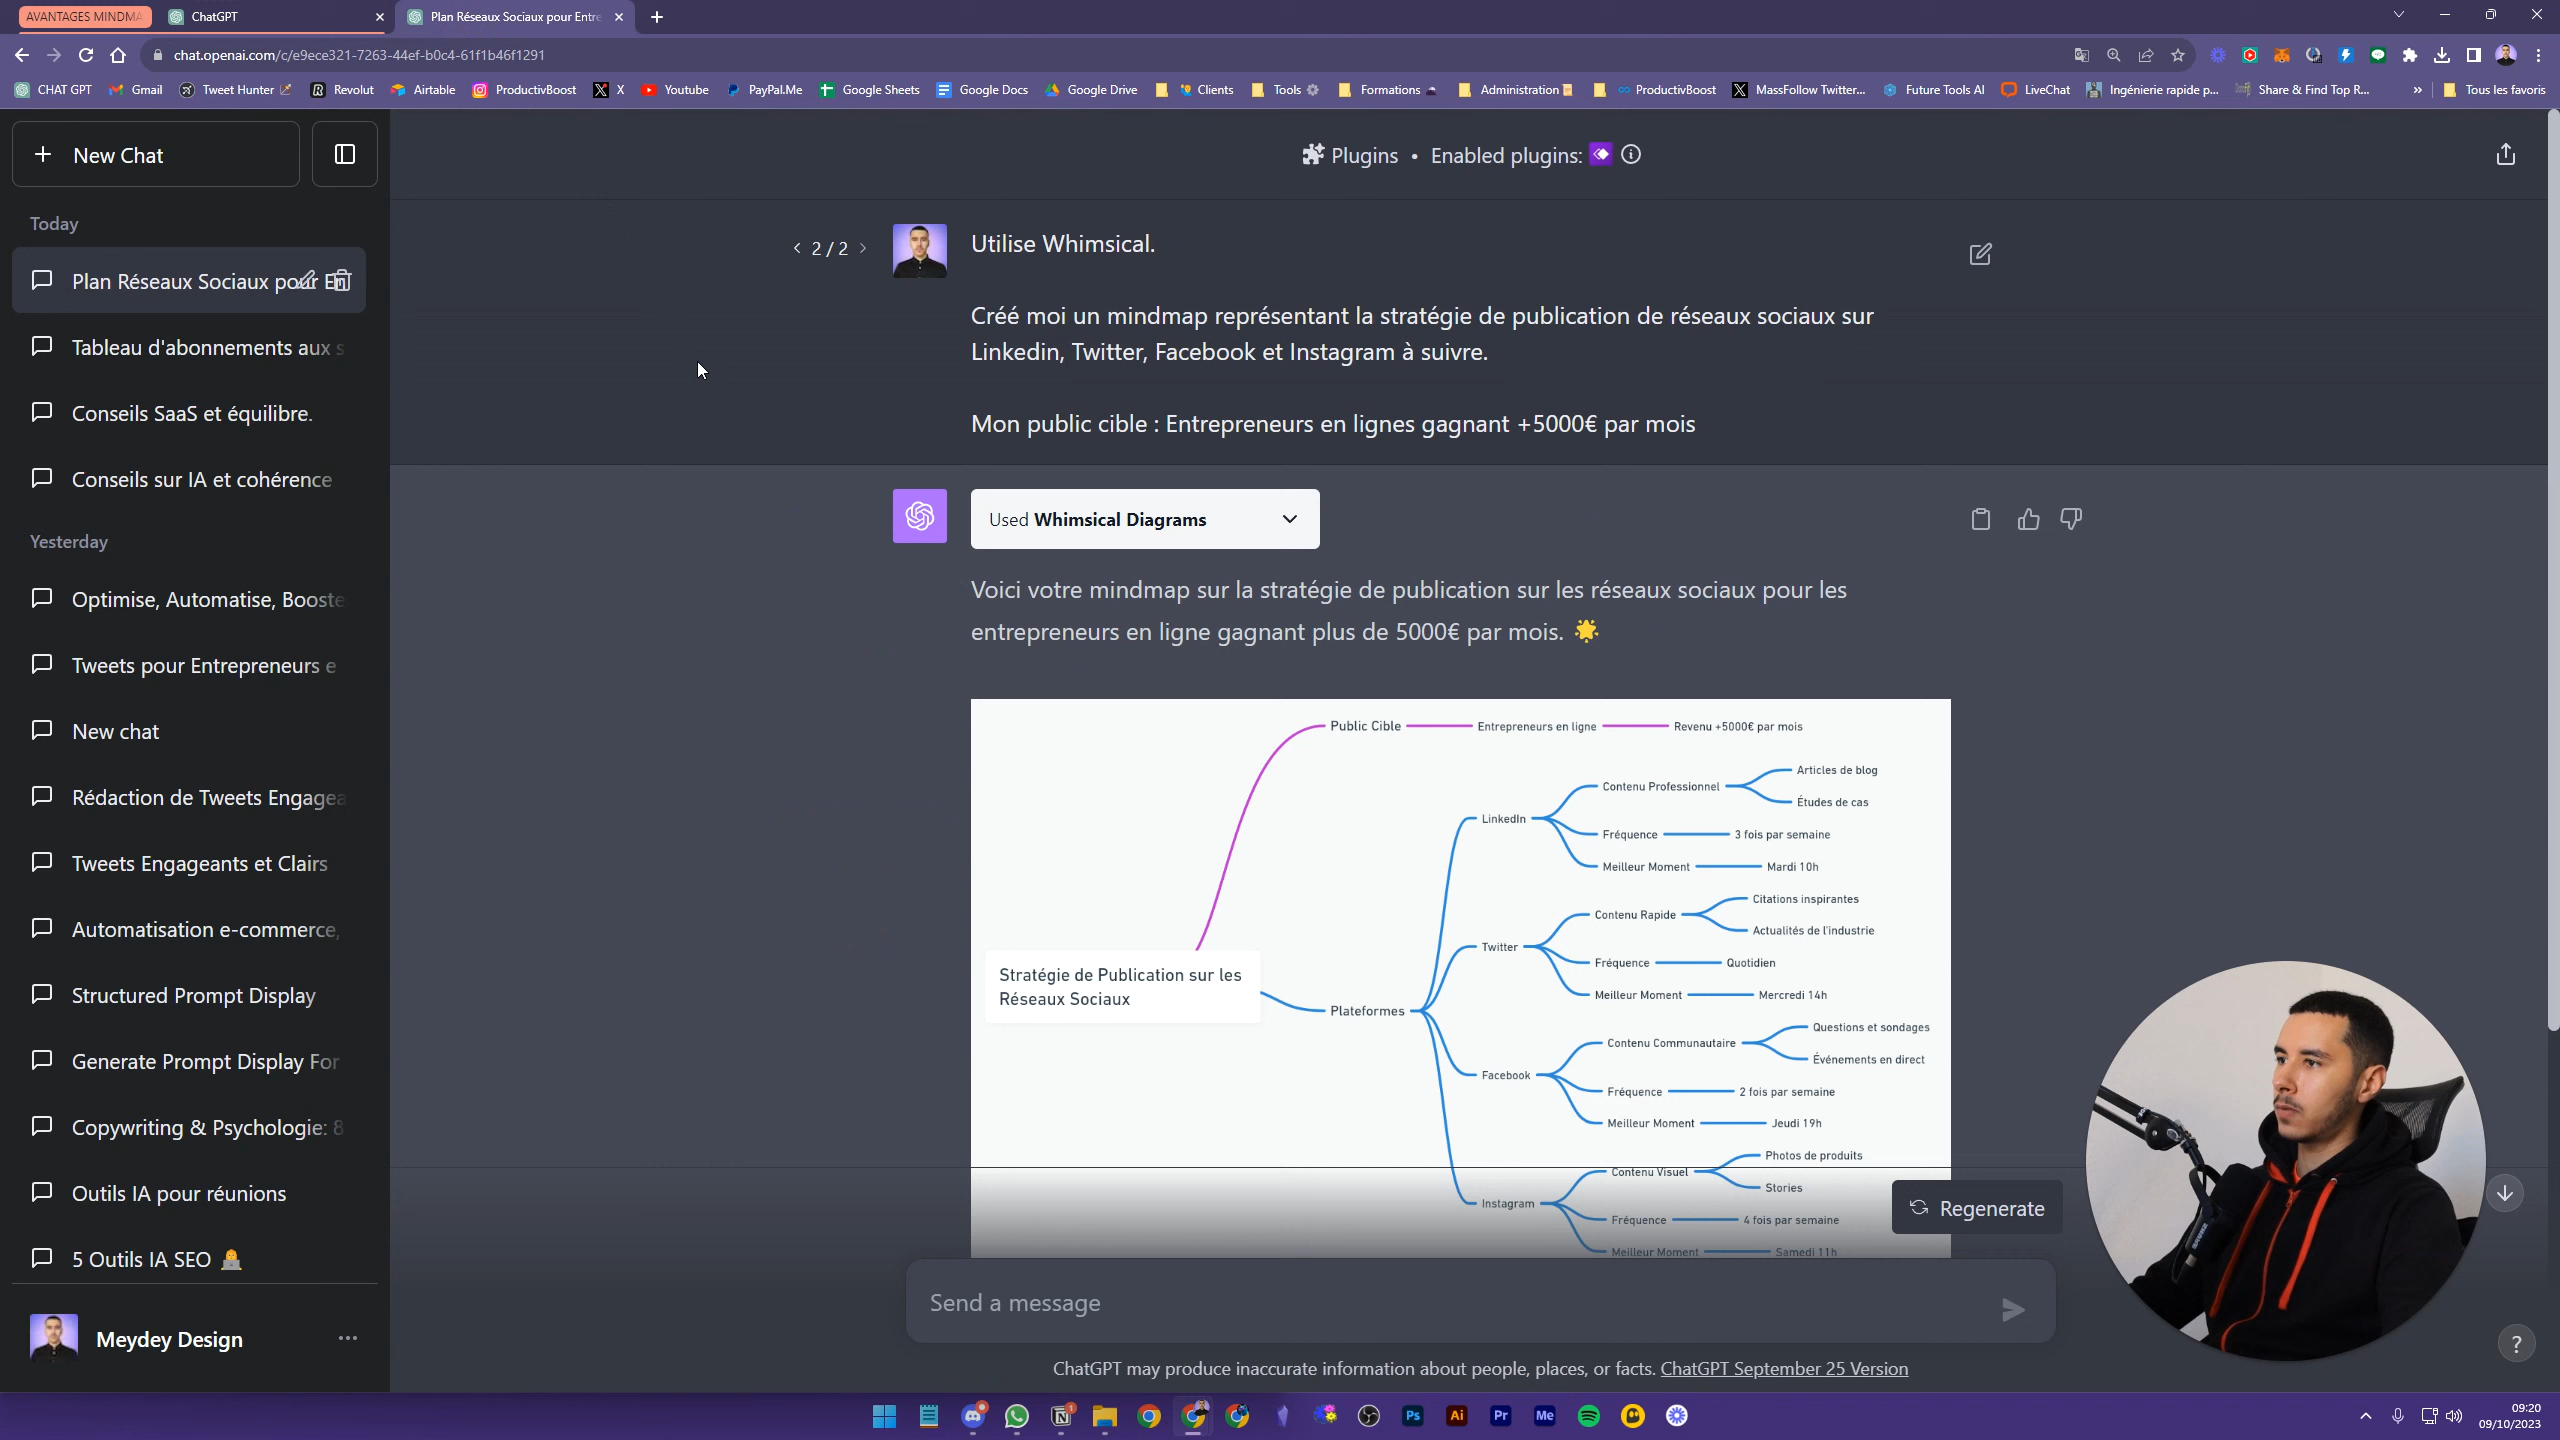 AVANTAGES MINDMA
ChatGPT
Plan Réseaux Sociaux pour Entre
chat.openai.com/c/e9ece321-7263-44ef-b0c4-61f1b46f1291
CHAT GPT
Gmail
Tweet Hunter
Revolut
Airtable
ProductivBoost
X
Youtube
PayPal.Me
Google Sheets
Google Docs
Google Drive
Clients
Tools
Formations
Administration
ProductivBoost
MassFollow Twitter...
Future Tools AI
LiveChat
Ingénierie rapide p...
Share & Find Top R...
»
Tous les favoris
New Chat
Today
Plan Réseaux Sociaux pour En
Tableau d'abonnements aux s
Conseils SaaS et équilibre.
Conseils sur IA et cohérence
Yesterday
Optimise, Automatise, Booste
Tweets pour Entrepreneurs e
New chat
Rédaction de Tweets Engagea
Tweets Engageants et Clairs
Automatisation e-commerce,
Structured Prompt Display
Generate Prompt Display For
Copywriting & Psychologie: 8
Outils IA pour réunions
5 Outils IA SEO
Meydey Design
Plugins • Enabled plugins:
2 / 2
Utilise Whimsical.
Créé moi un mindmap représentant la stratégie de publication de réseaux sociaux sur
Linkedin, Twitter, Facebook et Instagram à suivre.
Mon public cible : Entrepreneurs en lignes gagnant +5000€ par mois
Used Whimsical Diagrams
Voici votre mindmap sur la stratégie de publication sur les réseaux sociaux pour les
entrepreneurs en ligne gagnant plus de 5000€ par mois. 🌟
Stratégie de Publication sur les
Réseaux Sociaux
Public Cible
Entrepreneurs en ligne
Revenu +5000€ par mois
Plateformes
LinkedIn
Contenu Professionnel
Articles de blog
Études de cas
Fréquence
3 fois par semaine
Meilleur Moment
Mardi 10h
Twitter
Contenu Rapide
Citations inspirantes
Actualités de l'industrie
Fréquence
Quotidien
Meilleur Moment
Mercredi 14h
Facebook
Contenu Communautaire
Questions et sondages
Événements en direct
Fréquence
2 fois par semaine
Meilleur Moment
Jeudi 19h
Instagram
Contenu Visuel
Photos de produits
Stories
Fréquence
4 fois par semaine
Meilleur Moment
Samedi 11h
Regenerate
Send a message
?
ChatGPT may produce inaccurate information about people, places, or facts. ChatGPT September 25 Version
Ps
Ai
Pr
Me
09:20
09/10/2023